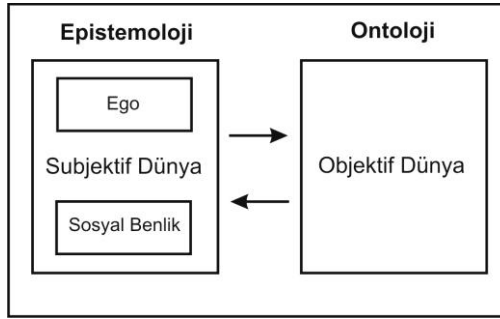 Epistemoloji
Ontoloji
Ego
Subjektif Dünya
Sosyal Benlik
Objektif Dünya